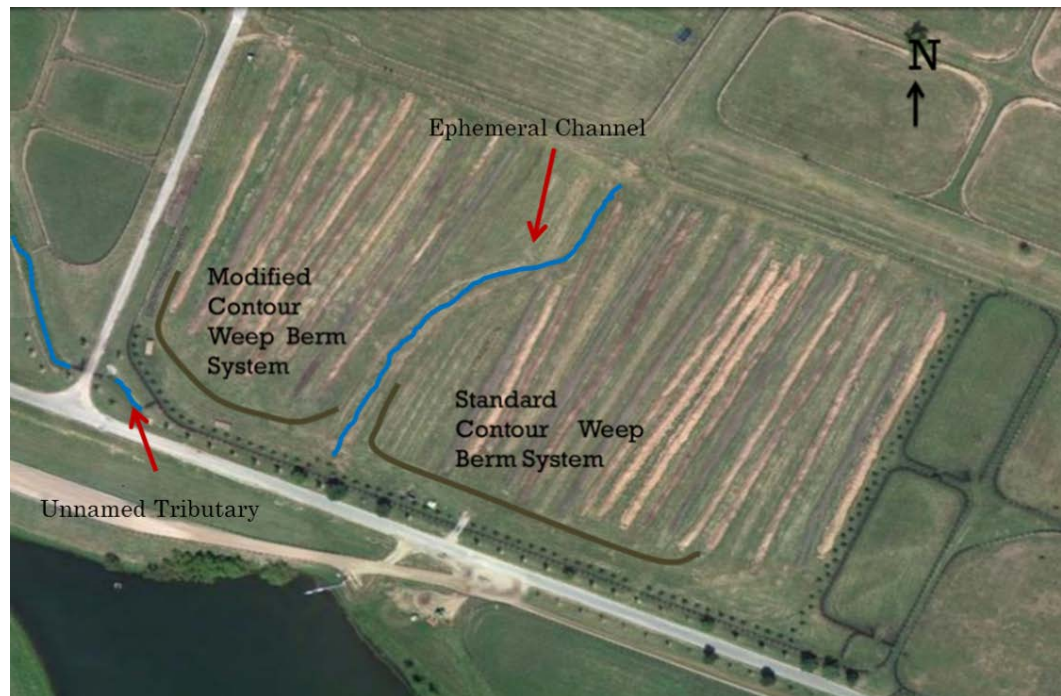 N
Ephemeral Channel
Modified
Contour
Weep Berm
System
Standard
Contour Weep
Berm System
Unnamed Tributary